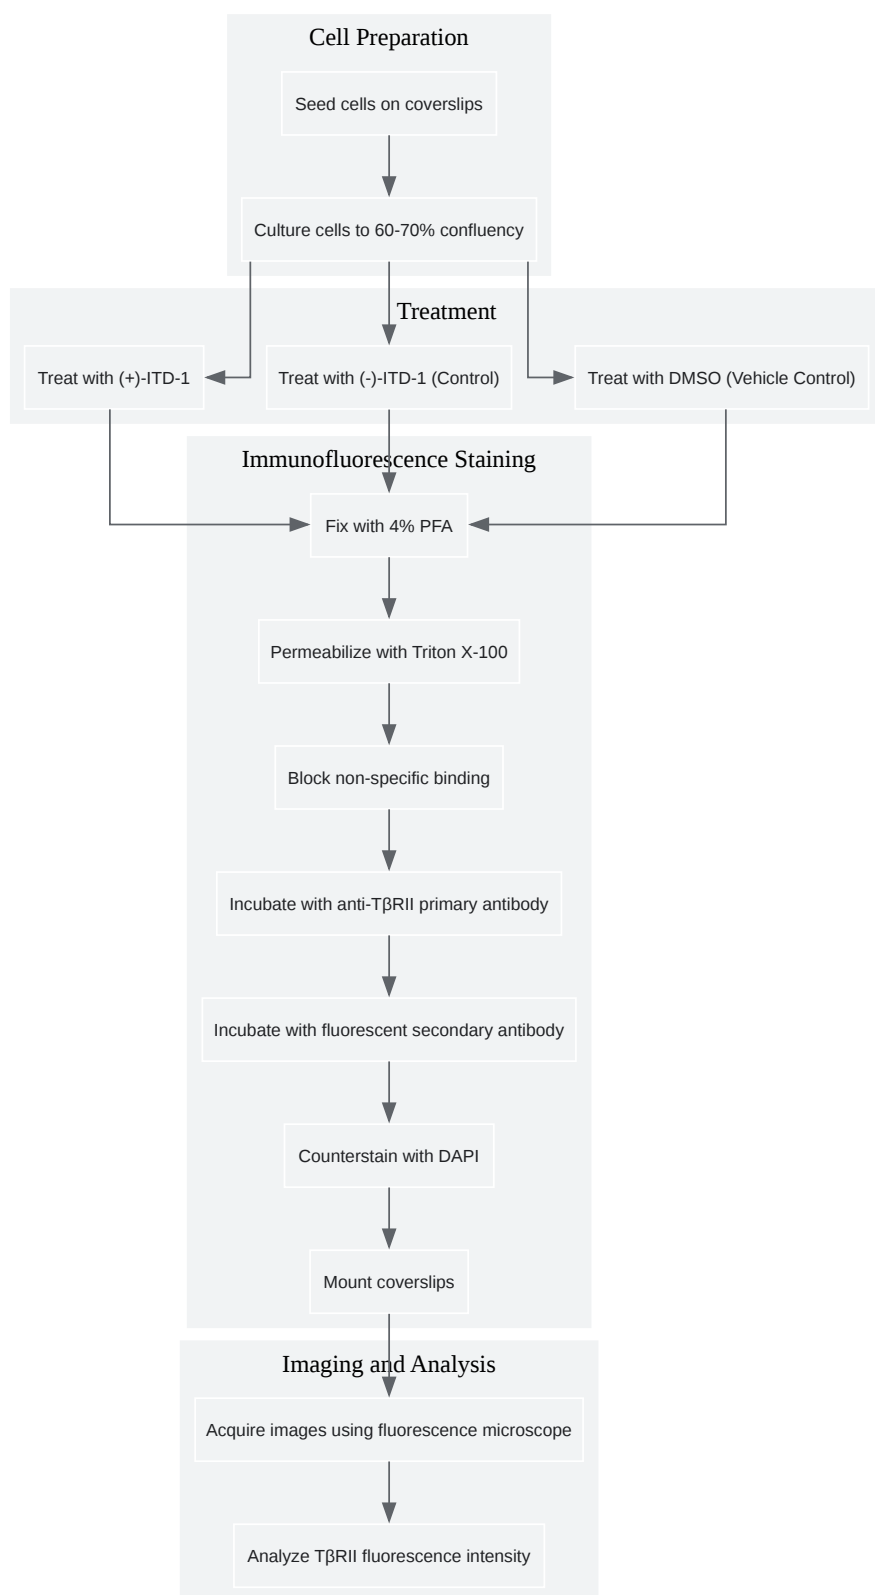 Cell Preparation
Seed cells on coverslips
Culture cells to 60-70% confluency
Treatment
Treat with (+)-ITD-1
Treat with (-)-ITD-1 (Control)
Treat with DMSO (Vehicle Control)
Immunofluorescence Staining
Fix with 4% PFA
Permeabilize with Triton X-100
Block non-specific binding
Incubate with anti-TβRII primary antibody
Incubate with fluorescent secondary antibody
Counterstain with DAPI
Mount coverslips
Imaging and Analysis
Acquire images using fluorescence microscope
Analyze TβRII fluorescence intensity